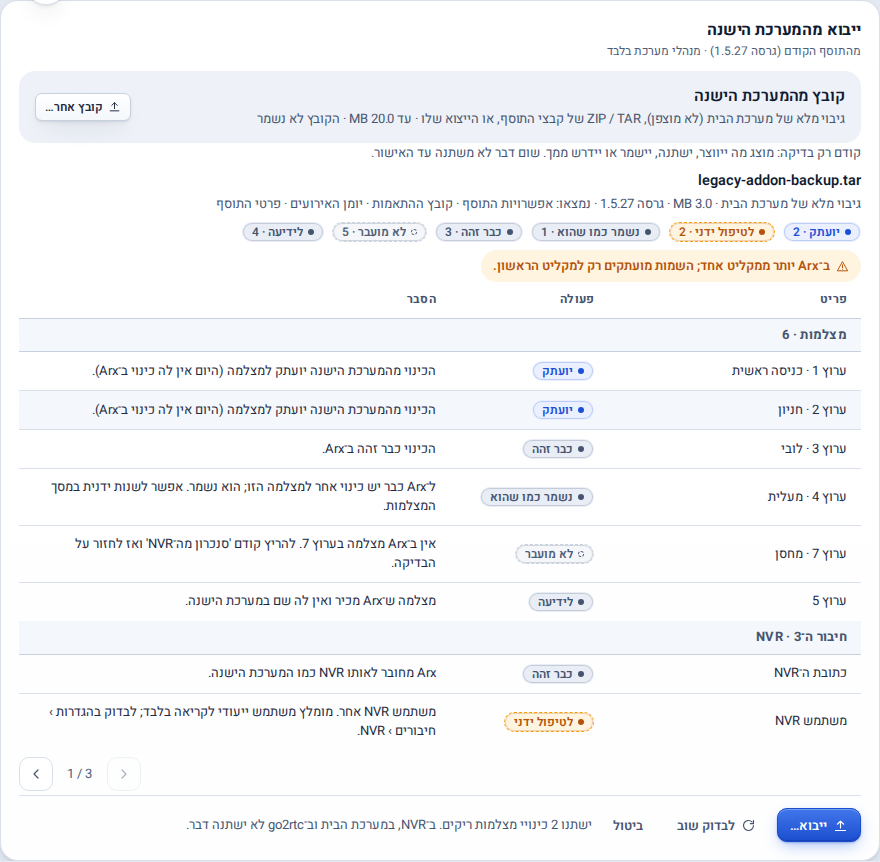 ייבוא מהמערכת הישנה
מהתוסף הקודם (גרסה 1.5.27) · מנהלי מערכת בלבד
קובץ מהמערכת הישנה
גיבוי מלא של מערכת הבית (לא מוצפן), ZIP / TAR של קבצי התוסף, או הייצוא שלו · עד 20.0 MB · הקובץ לא נשמר
קובץ אחר...
קודם רק בדיקה: מוצג מה ייווצר, ישתנה, יישמר או יידרש ממך. שום דבר לא משתנה עד האישור.
legacy-addon-backup.tar
גיבוי מלא של מערכת הבית · 3.0 MB · גרסה 1.5.27 · נמצאו: אפשרויות התוסף · קובץ ההתאמות · יומן האירועים · פרטי התוסף
יועתק · 2 לטיפול ידני · 2 נשמר כמו שהוא · 1 כבר זהה · 3 לא מועבר · 5 לידיעה · 4
ב־Arx יותר ממקליט אחד; השמות מועתקים רק למקליט הראשון.
פריט פעולה הסבר
מצלמות · 6
ערוץ 1 · כניסה ראשית יועתק הכינוי מהמערכת הישנה יועתק למצלמה (היום אין לה כינוי ב־Arx).
ערוץ 2 · חניון יועתק הכינוי מהמערכת הישנה יועתק למצלמה (היום אין לה כינוי ב־Arx).
ערוץ 3 · לובי כבר זהה הכינוי כבר זהה ב־Arx.
ערוץ 4 · מעלית נשמר כמו שהוא ל־Arx כבר יש כינוי אחר למצלמה הזו; הוא נשמר. אפשר לשנות ידנית במסך
המצלמות.
ערוץ 7 · מחסן לא מועבר אין ב־Arx מצלמה בערוץ 7. להריץ קודם 'סנכרון מה־NVR' ואז לחזור על
הבדיקה.
ערוץ 5 לידיעה מצלמה ש־Arx מכיר ואין לה שם במערכת הישנה.
חיבור ה־NVR · 3
כתובת ה־NVR כבר זהה Arx מחובר לאותו NVR כמו המערכת הישנה.
משתמש NVR לטיפול ידני משתמש NVR אחר. מומלץ משתמש ייעודי לקריאה בלבד; לבדוק בהגדרות ›
חיבורים › NVR.
1 / 3
ייבוא... לבדוק שוב ביטול ישתנו 2 כינויי מצלמות ריקים. ב־NVR, במערכת הבית וב־go2rtc לא ישתנה דבר.